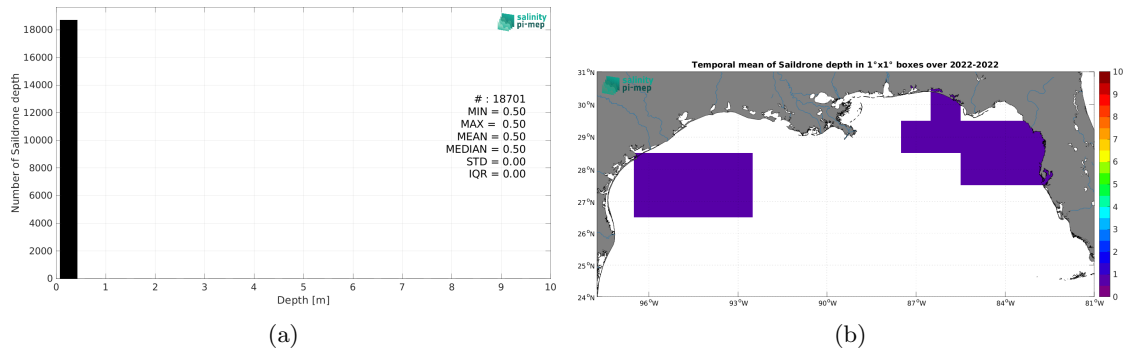 18000
16000
14000
12000
10000
8000
6000
4000
2000
0
Number of Saildrone depth
salinity
pi-mep
# : 18701
MIN = 0.50
MAX = 0.50
MEAN = 0.50
MEDIAN = 0.50
STD = 0.00
IQR = 0.00
0 1 2 3 4 5 6 7 8 9 10
Depth [m]
(a)
Temporal mean of Saildrone depth in 1°x1° boxes over 2022-2022
salinity
pi-mep
31°N
30°N
29°N
28°N
27°N
26°N
25°N
24°N
96°W 93°W 90°W 87°W 84°W 81°W
10
9
8
7
6
5
4
3
2
1
0
(b)